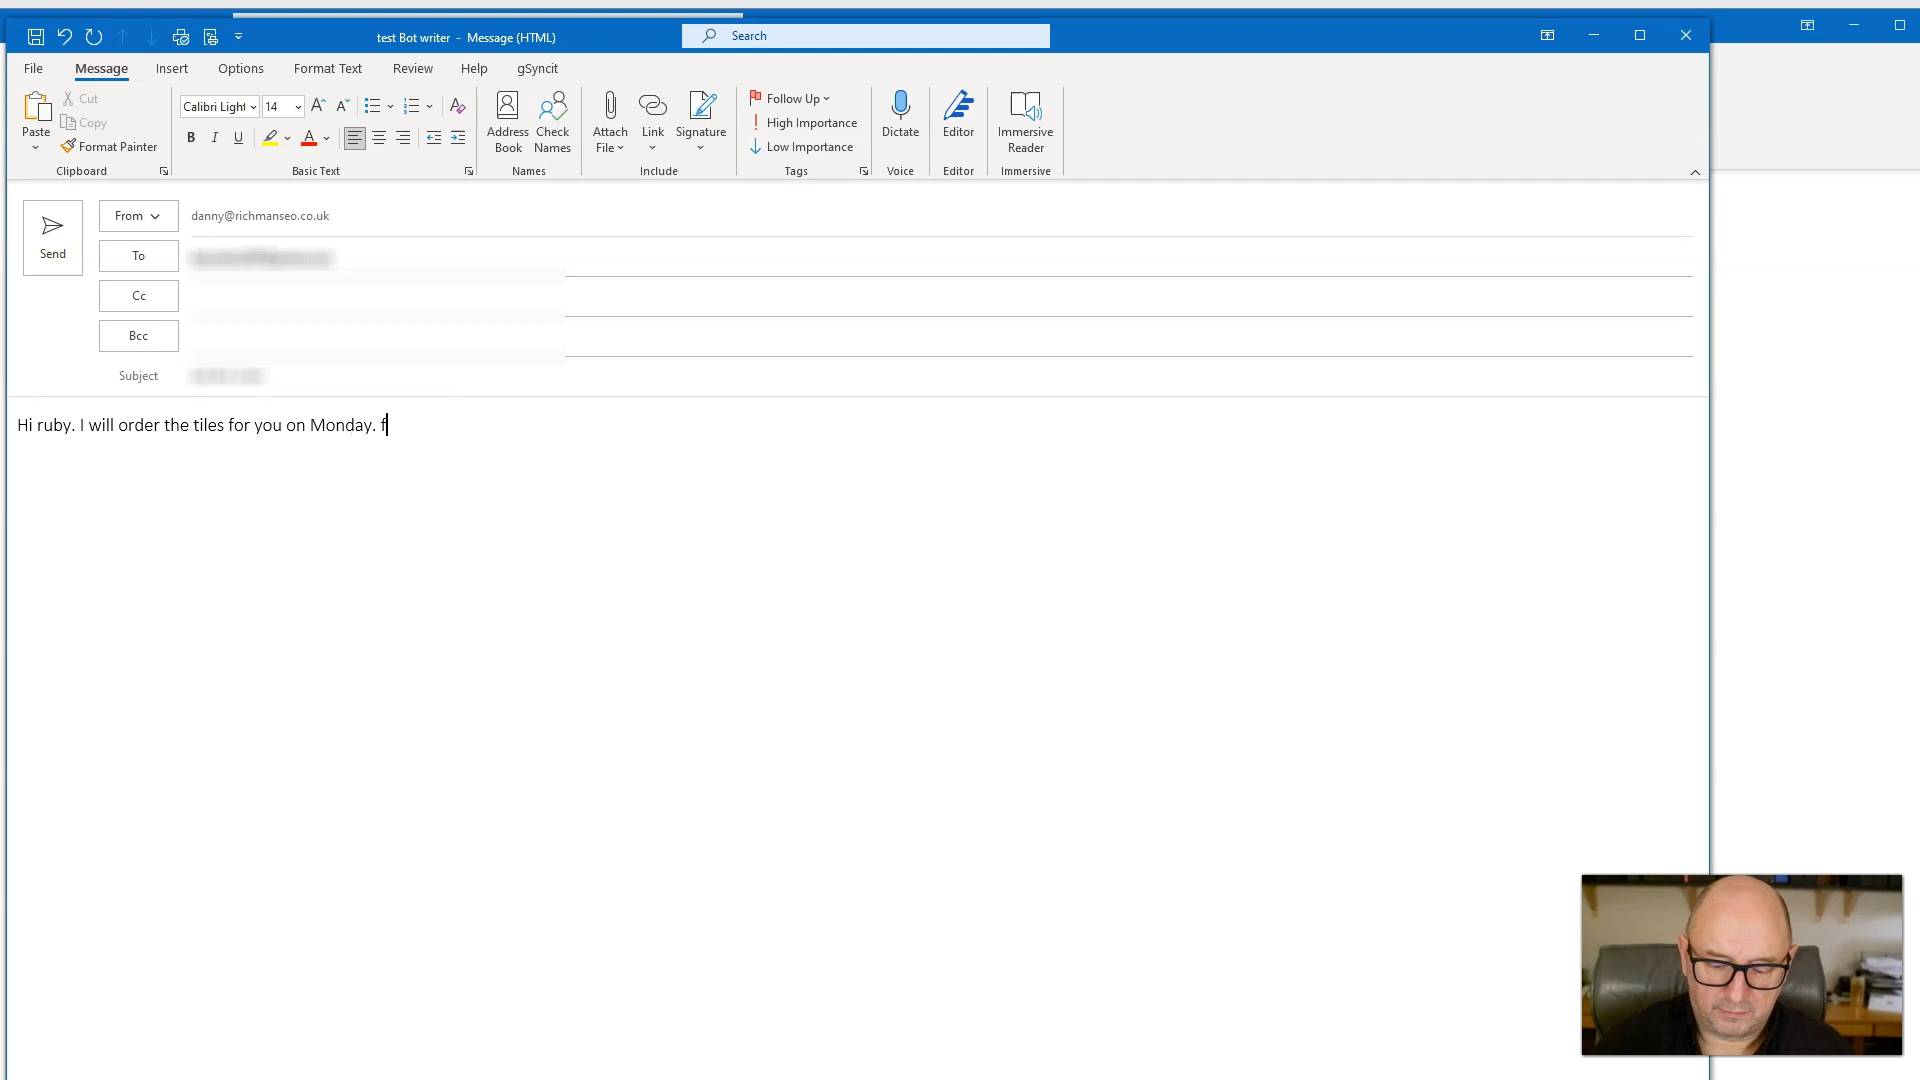 test Bot writer - Message (HTML)
Search
File Message Insert Options Format Text Review Help gSyncit
Paste
Cut
Copy
Format Painter
Clipboard
Calibri Light 14
B I U A
Basic Text
Address Book
Check Names
Names
Attach File
Link
Signature
Include
Follow Up
High Importance
Low Importance
Tags
Dictate
Voice
Editor
Editor
Immersive Reader
Immersive
Send
From danny@richmanseo.co.uk
To
Cc
Bcc
Subject
Hi ruby. I will order the tiles for you on Monday. f